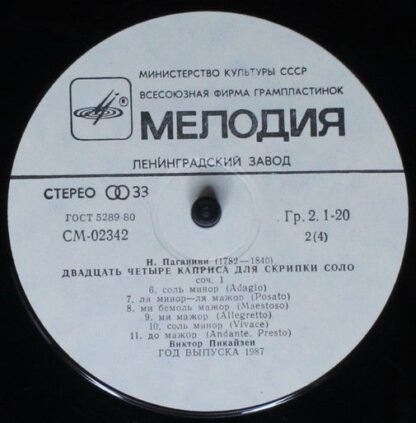 МИНИСТЕРСТВО КУЛЬТУРЫ СССР
ВСЕСОЮЗНАЯ ФИРМА ГРАМПЛАСТИНОК
®
МЕЛОДИЯ
ЛЕНИНГРАДСКИЙ ЗАВОД
СТЕРЕО 33
ГОСТ 5289-80
Гр. 2. 1-20
СМ-02342
2(4)
Н. Паганини (1782—1840)
ДВАДЦАТЬ ЧЕТЫРЕ КАПРИСА ДЛЯ СКРИПКИ СОЛО
соч. 1
6. соль минор (Adagio)
7. ля минор—ля мажор (Posato)
8. ми бемоль мажор (Maestoso)
9. ми мажор (Allegretto)
10. соль минор (Vivace)
11. до мажор (Andante, Presto)
Виктор Пикайзен
ГОД ВЫПУСКА 1987